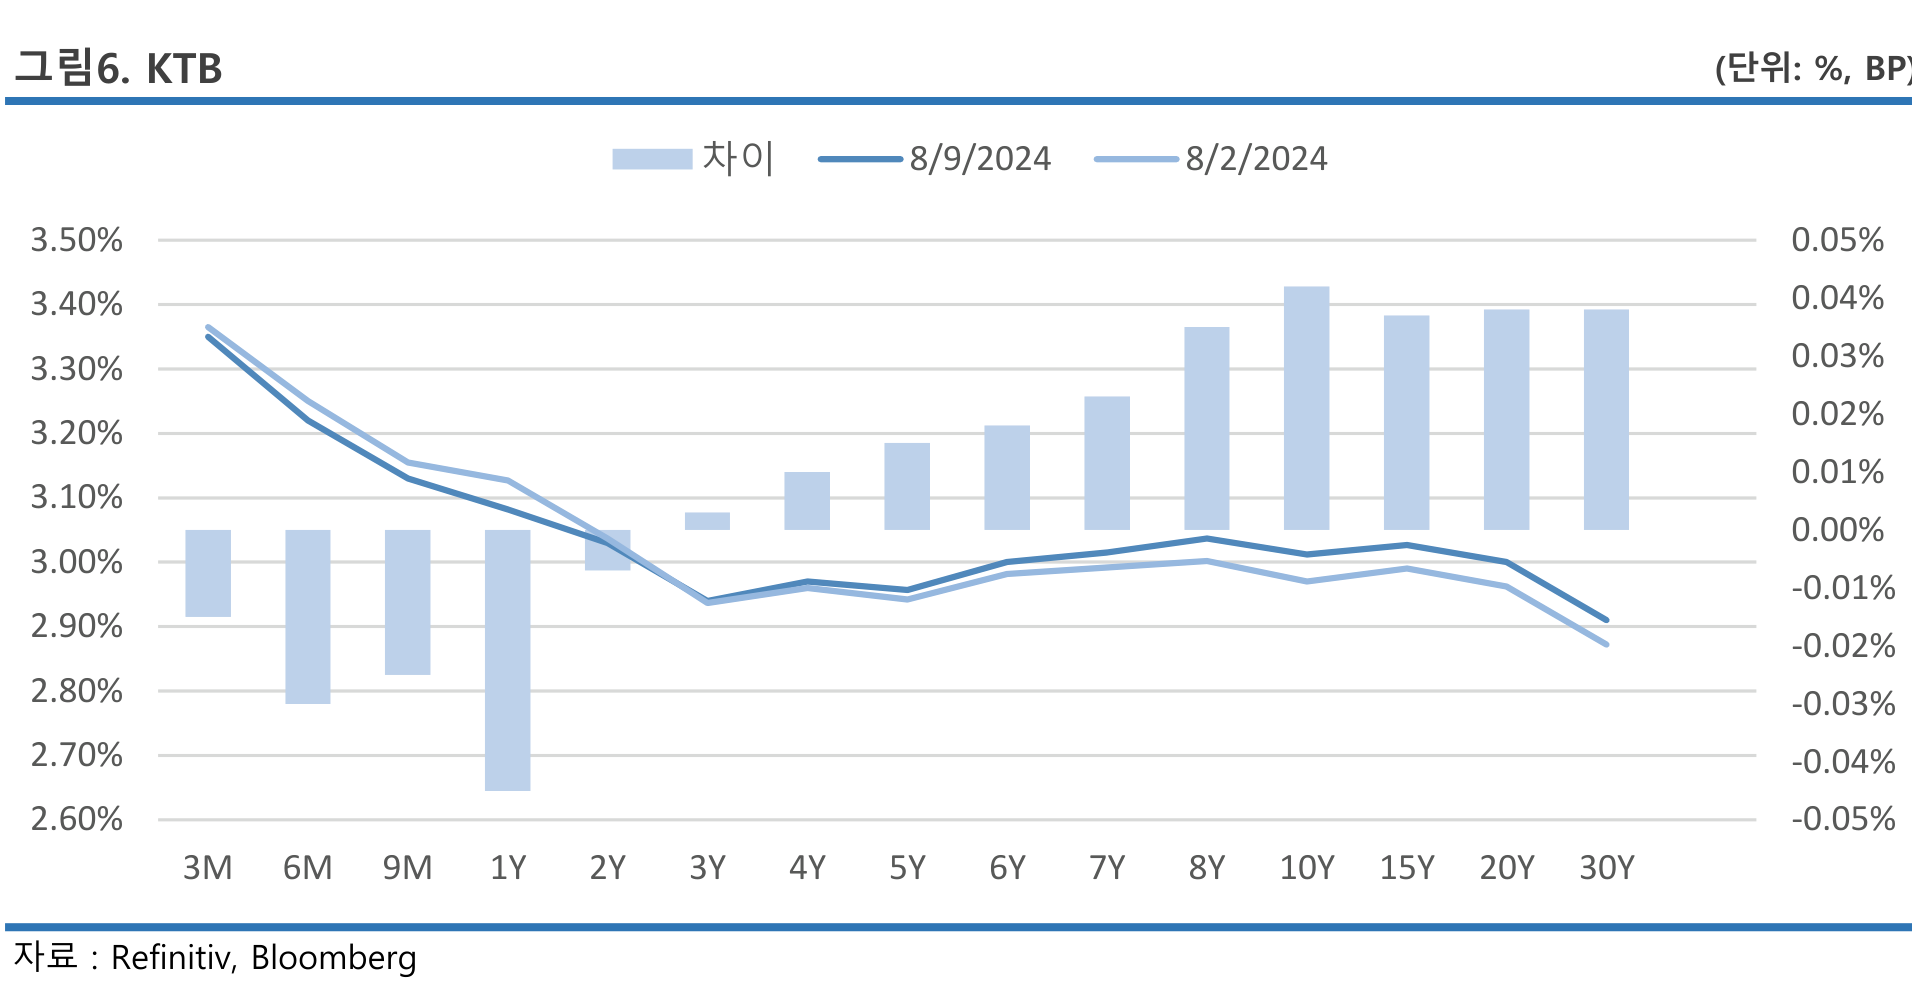 그림6. KTB
(단위: %, BP)
차이 8/9/2024 8/2/2024
3.50% 0.05%
3.40% 0.04%
3.30% 0.03%
3.20% 0.02%
3.10% 0.01%
3.00% 0.00%
2.90% -0.01%
2.80% -0.02%
2.70% -0.03%
2.60% -0.04%
-0.05%
3M 6M 9M 1Y 2Y 3Y 4Y 5Y 6Y 7Y 8Y 10Y 15Y 20Y 30Y
자료 : Refinitiv, Bloomberg